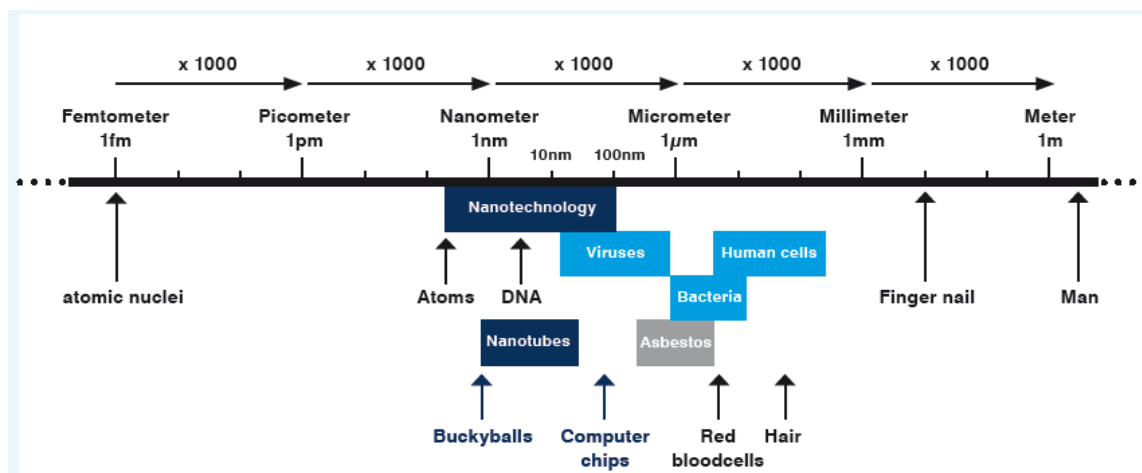 x 1000 x 1000 x 1000 x 1000 x 1000
Femtometer Picometer Nanometer Micrometer Millimeter Meter
1fm 1pm 1nm 10nm 100nm 1µm 1mm 1m
Nanotechnology
Viruses Human cells
atomic nuclei Atoms DNA Bacteria Finger nail Man
Nanotubes Asbestos
Buckyballs Computer Red Hair
chips bloodcells